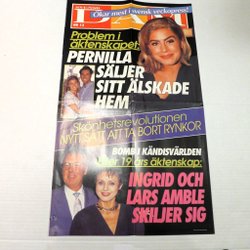 Ökar mest i svensk veckopress!
Problem i
äktenskapet:
PERNILLA
SÄLJER
SITT ÄLSKADE
HEM
Skönhetsrevolutionen
NYTT SÄTT ATT TA BORT RYNKOR
BOMB I KÄNDISVÄRLDEN
Efter 19 års äktenskap:
INGRID OCH
LARS AMBLE
SKILJER SIG